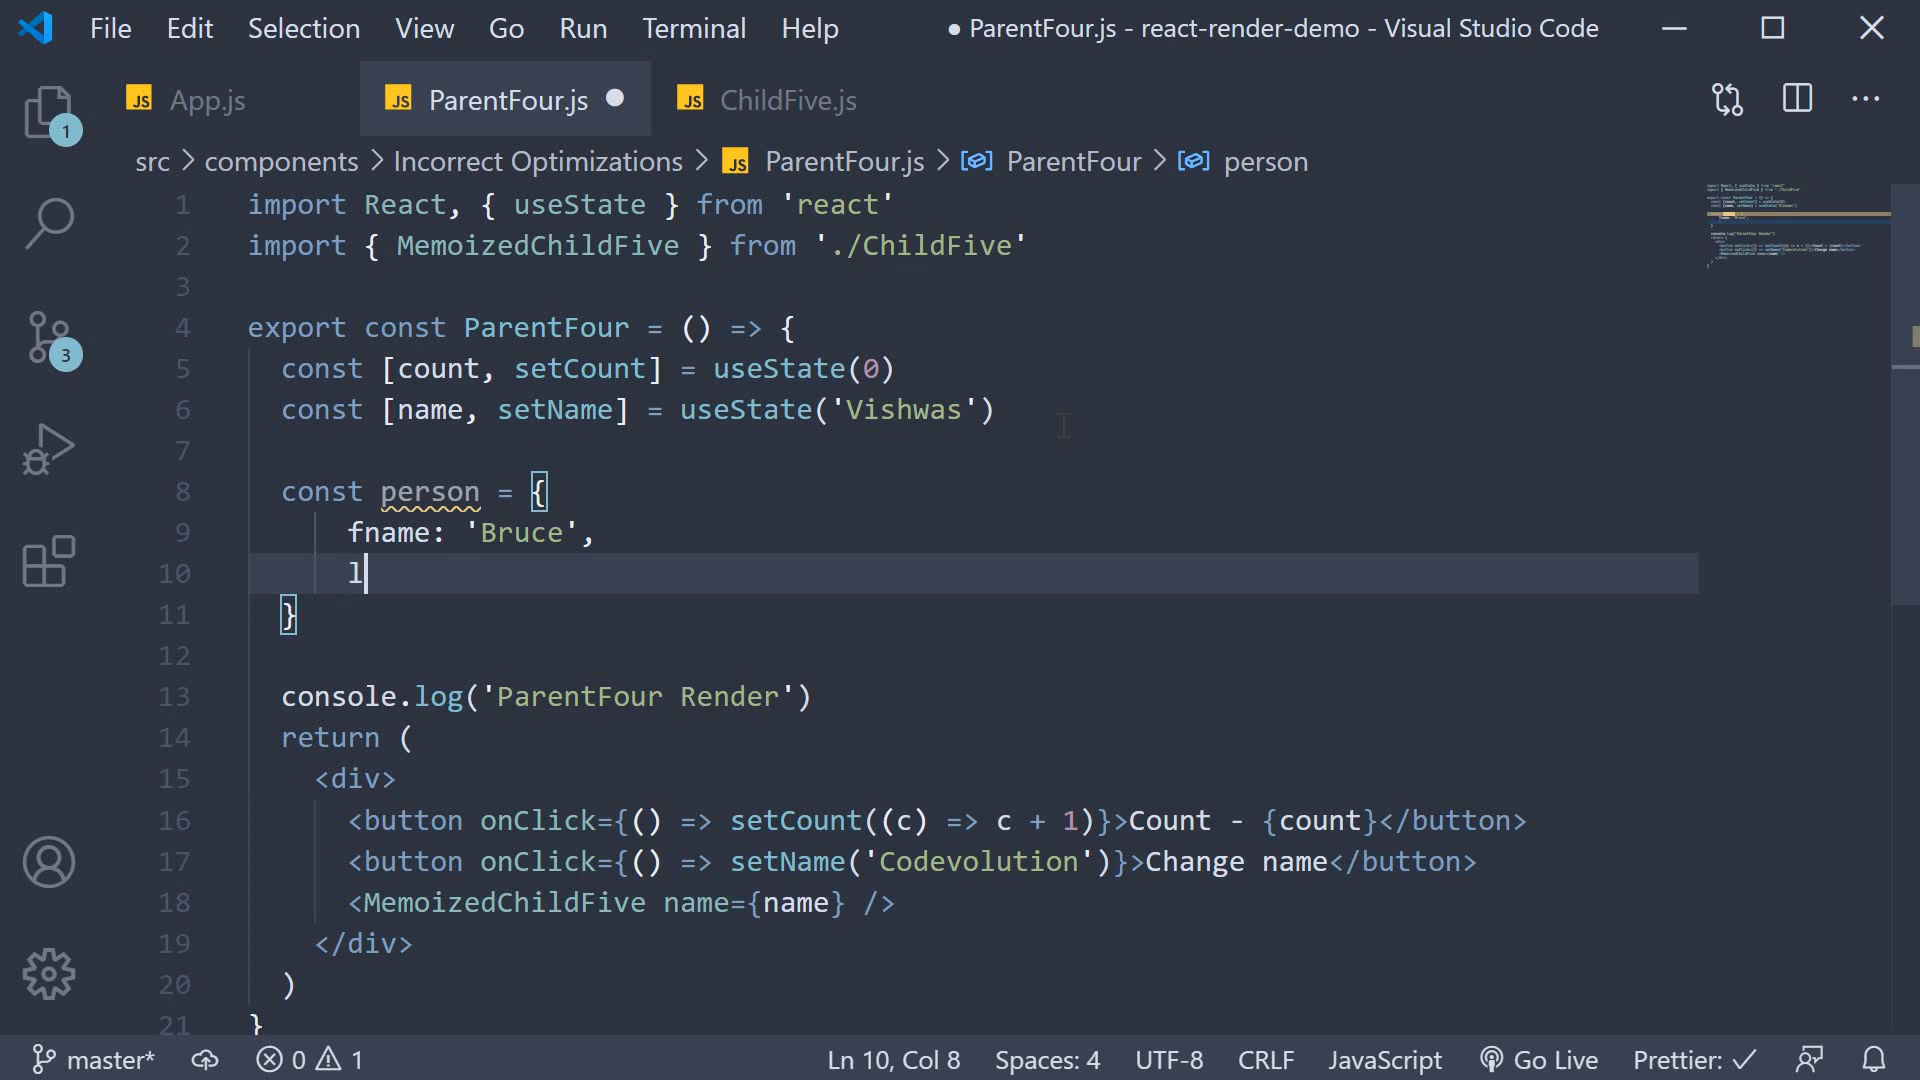 File Edit Selection View Go Run Terminal Help ● ParentFour.js - react-render-demo - Visual Studio Code
JS App.js JS ParentFour.js ● JS ChildFive.js
1
src > components > Incorrect Optimizations > JS ParentFour.js > ParentFour > person
1 import React, { useState } from 'react'
2 import { MemoizedChildFive } from './ChildFive'
3
4 export const ParentFour = () => {
5 const [count, setCount] = useState(0)
6 const [name, setName] = useState('Vishwas')
7
8 const person = {
9 fname: 'Bruce',
10 l
11 }
12
13 console.log('ParentFour Render')
14 return (
15 <div>
16 <button onClick={() => setCount((c) => c + 1)}>Count - {count}</button>
17 <button onClick={() => setName('Codevolution')}>Change name</button>
18 <MemoizedChildFive name={name} />
19 </div>
20 )
21 }
3
master* 0 1 Ln 10, Col 8 Spaces: 4 UTF-8 CRLF JavaScript Go Live Prettier: ✓